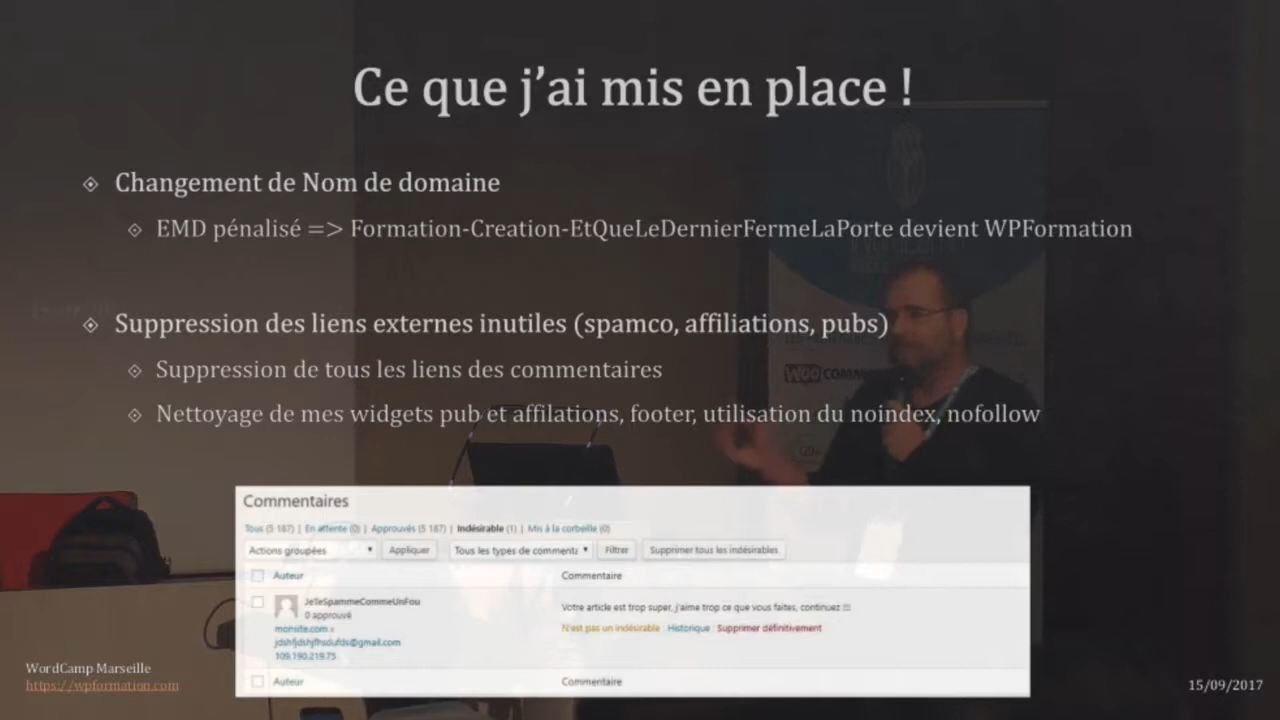 Ce que j'ai mis en place !
Changement de Nom de domaine
EMD pénalisé => Formation-Creation-EtQueLeDernierFermeLaPorte devient WPFormation
Suppression des liens externes inutiles (spamco, affiliations, pubs)
Suppression de tous les liens des commentaires
Nettoyage de mes widgets pub et affilations, footer, utilisation du noindex, nofollow
WOO COMM
Commentaires
Tous (5 187) | En attente (0) | Approuvés (5 187) | Indésirable (1) | Mis à la corbeille (0)
Actions groupées Appliquer Tous les types de commenta Filtrer Supprimer tous les indésirables
Auteur Commentaire
JeTeSpammeCommeUnFou
0 approuvé
Votre article est trop super, j'aime trop ce que vous faites, continuez !!!
N'est pas un indésirable Historique Supprimer définitivement
monsite.com x
jdshfjdshjfhsdufds@gmail.com
109.190.219.75
Auteur Commentaire
WordCamp Marseille
https://wpformation.com
15/09/2017